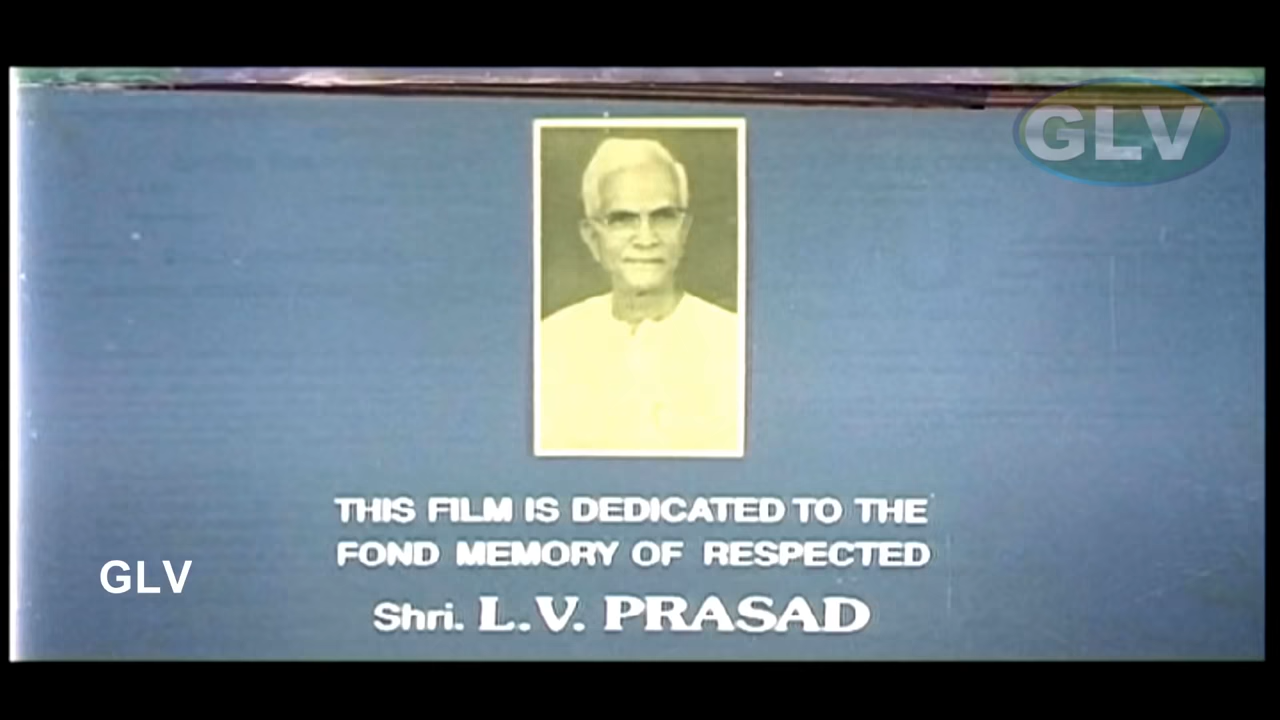 GLV
THIS FILM IS DEDICATED TO THE
FOND MEMORY OF RESPECTED
GLV
Shri. L.V. PRASAD